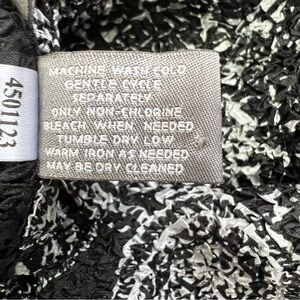 MACHINE WASH COLD
GENTLE CYCLE
SEPARATELY
ONLY NON-CHLORINE
BLEACH WHEN NEEDED
TUMBLE DRY LOW
WARM IRON AS NEEDED
MAY BE DRY CLEANED
4501123